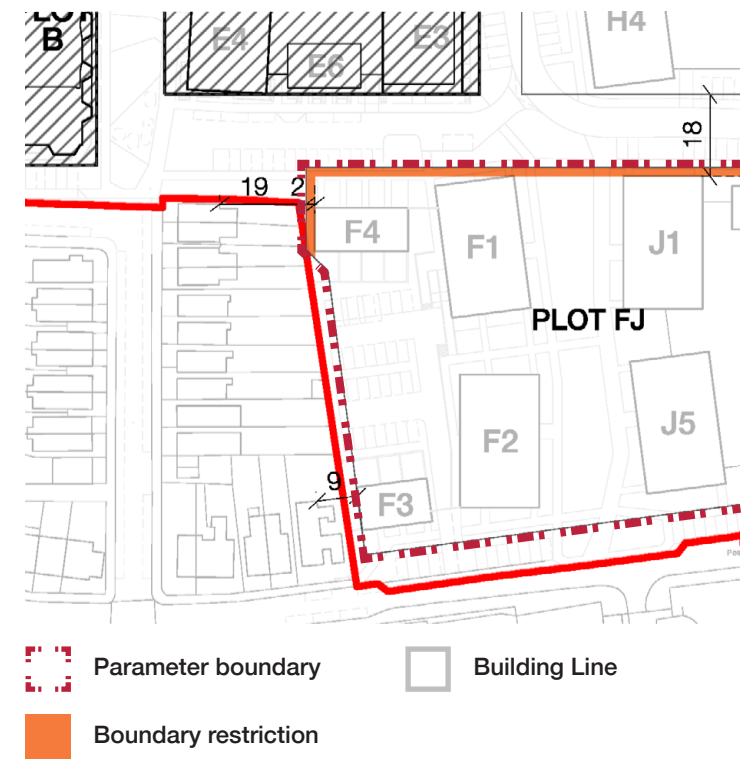 B
E4
E6
E3
H4
18
19 2
F4
F1
J1
PLOT FJ
F2
J5
9
F3
Parameter boundary
Building Line
Boundary restriction